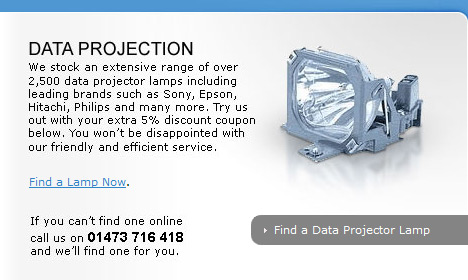 DATA PROJECTION
We stock an extensive range of over
2,500 data projector lamps including
leading brands such as Sony, Epson,
Hitachi, Philips and many more. Try us
out with your extra 5% discount coupon
below. You won't be disappointed with
our friendly and efficient service.
Find a Lamp Now.
If you can't find one online
call us on 01473 716 418
and we'll find one for you.
Find a Data Projector Lamp